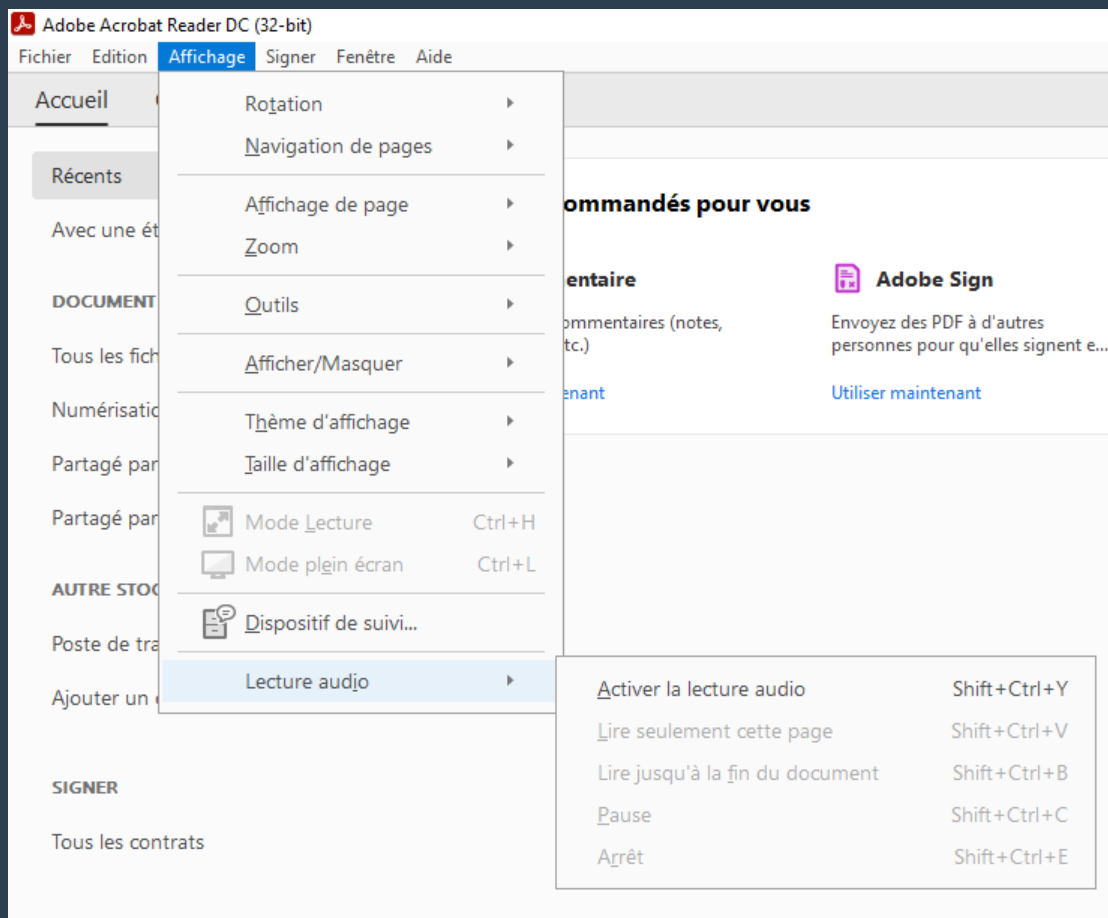 Adobe Acrobat Reader DC (32-bit)
Fichier Edition Affichage Signer Fenêtre Aide
Accueil
Récents
Avec une ét
DOCUMENT
Tous les fich
Numérisatio
Partagé par
Partagé par
AUTRE STOC
Poste de tra
Ajouter un
SIGNER
Tous les contrats
Rotation
Navigation de pages
Affichage de page
Zoom
Outils
Afficher/Masquer
Thème d'affichage
Taille d'affichage
Mode Lecture Ctrl+H
Mode plein écran Ctrl+L
Dispositif de suivi...
Lecture audio
Activer la lecture audio Shift+Ctrl+Y
Lire seulement cette page Shift+Ctrl+V
Lire jusqu'à la fin du document Shift+Ctrl+B
Pause Shift+Ctrl+C
Arrêt Shift+Ctrl+E
ommandés pour vous
entaire
ommentaires (notes,
tc.)
enant
Adobe Sign
Envoyez des PDF à d'autres
personnes pour qu'elles signent e...
Utiliser maintenant